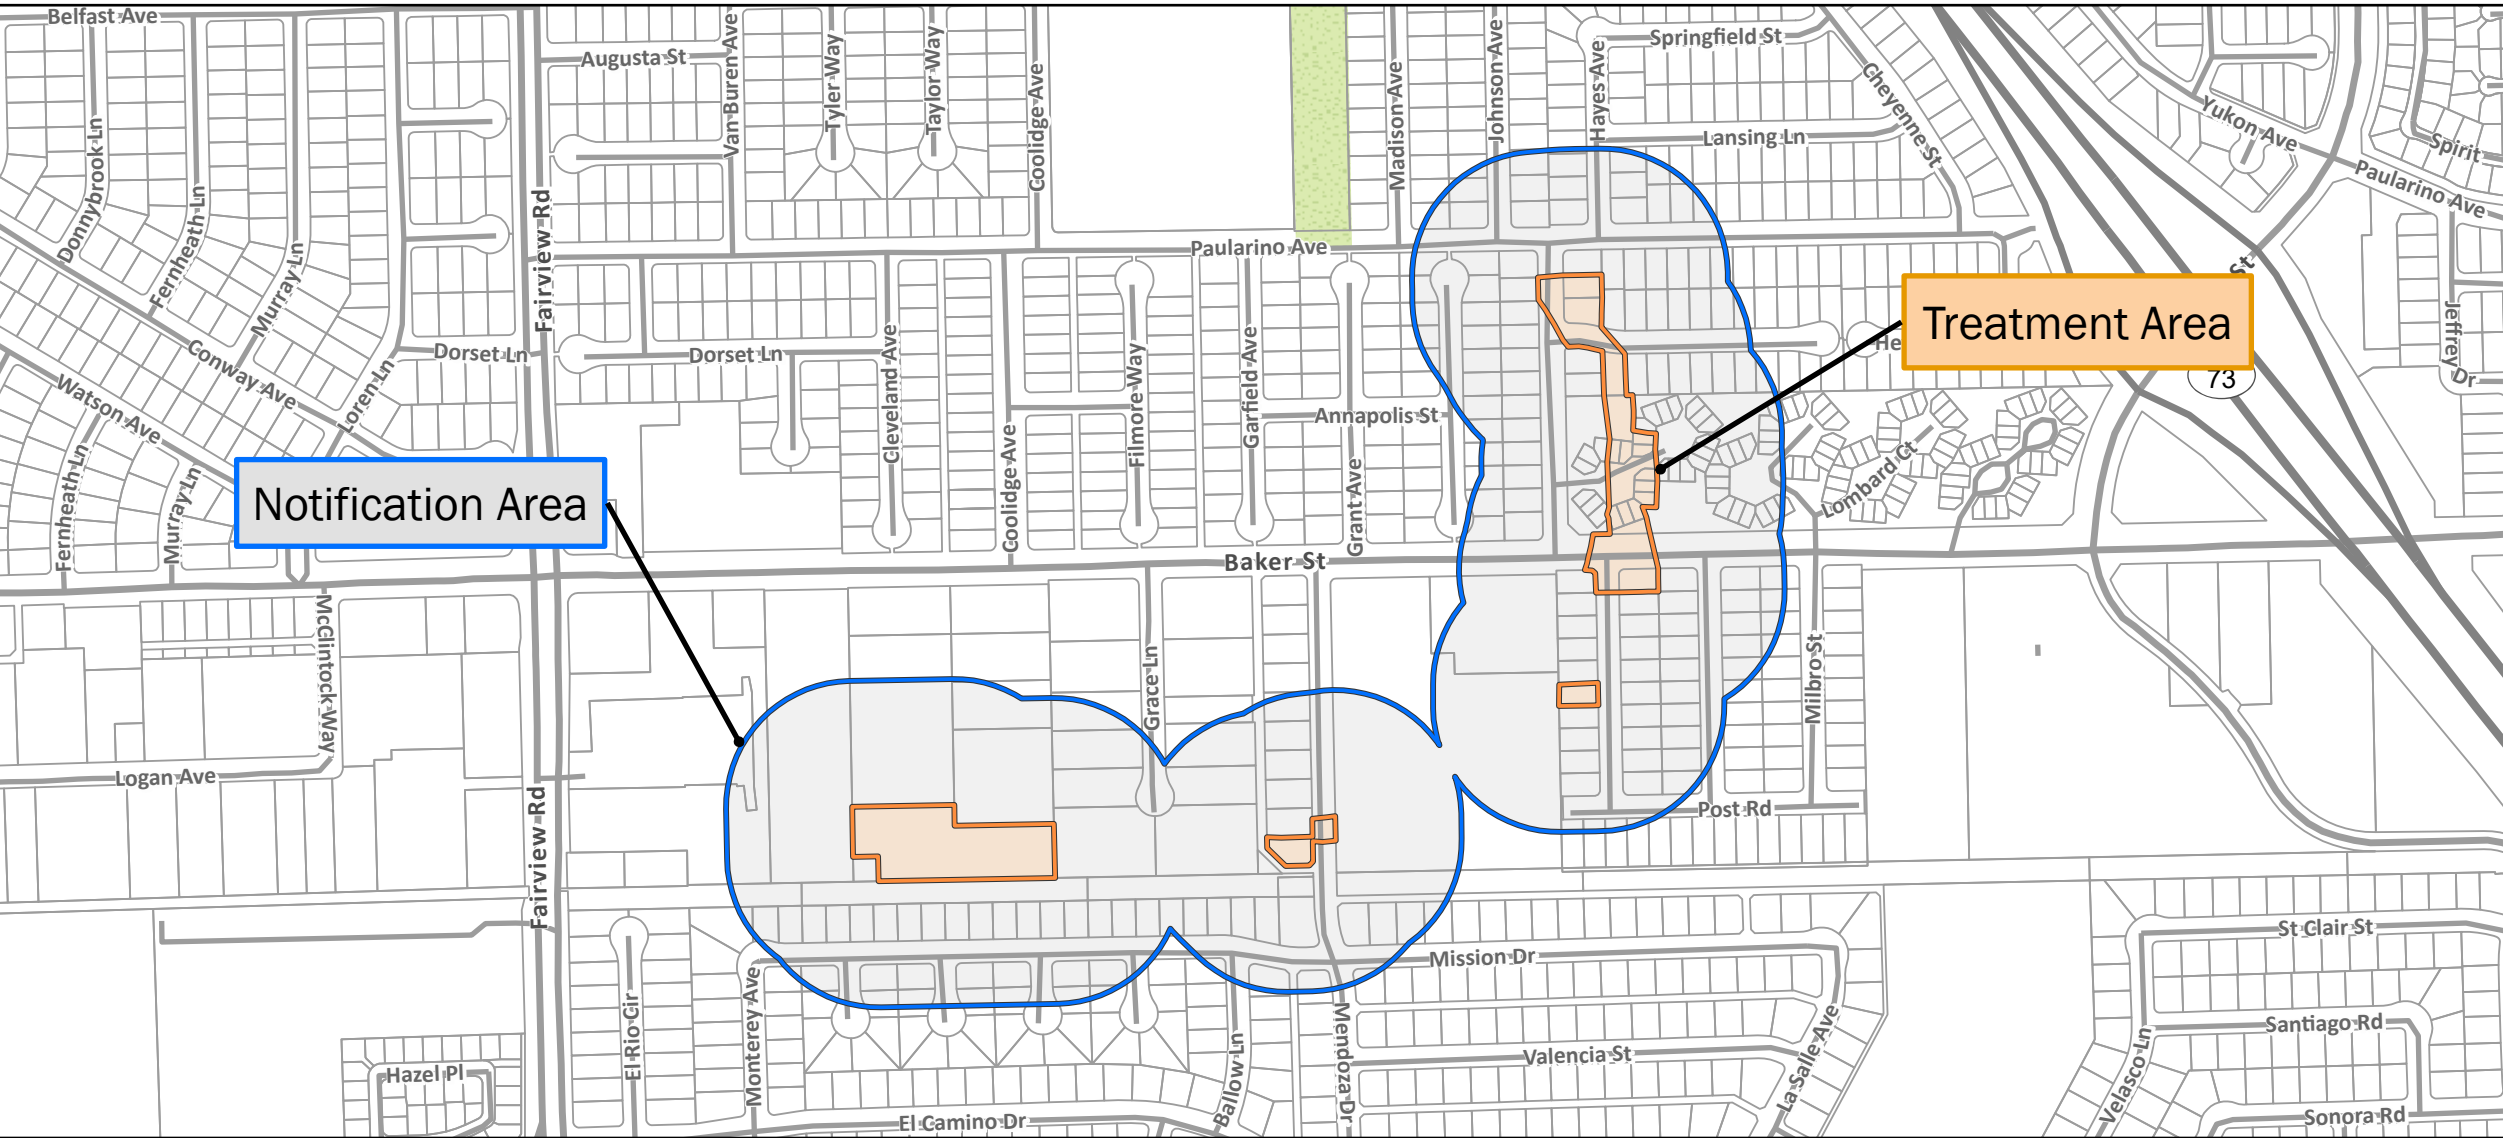 Belfast Ave
Augusta St
Van Buren Ave
Tyler Way
Taylor Way
Coolidge Ave
Madison Ave
Johnson Ave
Hayes Ave
Springfield St
Lansing Ln
Cheyenne St
Yukon Ave
Spirit
Paularino Ave
Donnybrook Ln
Fernheath Ln
Murray Ln
Fairview Rd
Paularino Ave
St
Treatment Area
73
He
Jeffrey Dr
Conway Ave
Loren Ln
Dorset Ln
Dorset Ln
Cleveland Ave
Filmore Way
Garfield Ave
Annapolis St
Watson Ave
Fernheath Ln
Murray Ln
Notification Area
Coolidge Ave
Grant Ave
Lombard Ct
Baker St
McClintock Way
Grace Ln
Milbro St
Logan Ave
Fairview Rd
Post Rd
El Rio Cir
Monterey Ave
Mission Dr
St Clair St
Ballow Ln
Mendoza Dr
Valencia St
La Salle Ave
Velasco Ln
Santiago Rd
Hazel Pl
El Camino Dr
Sonora Rd